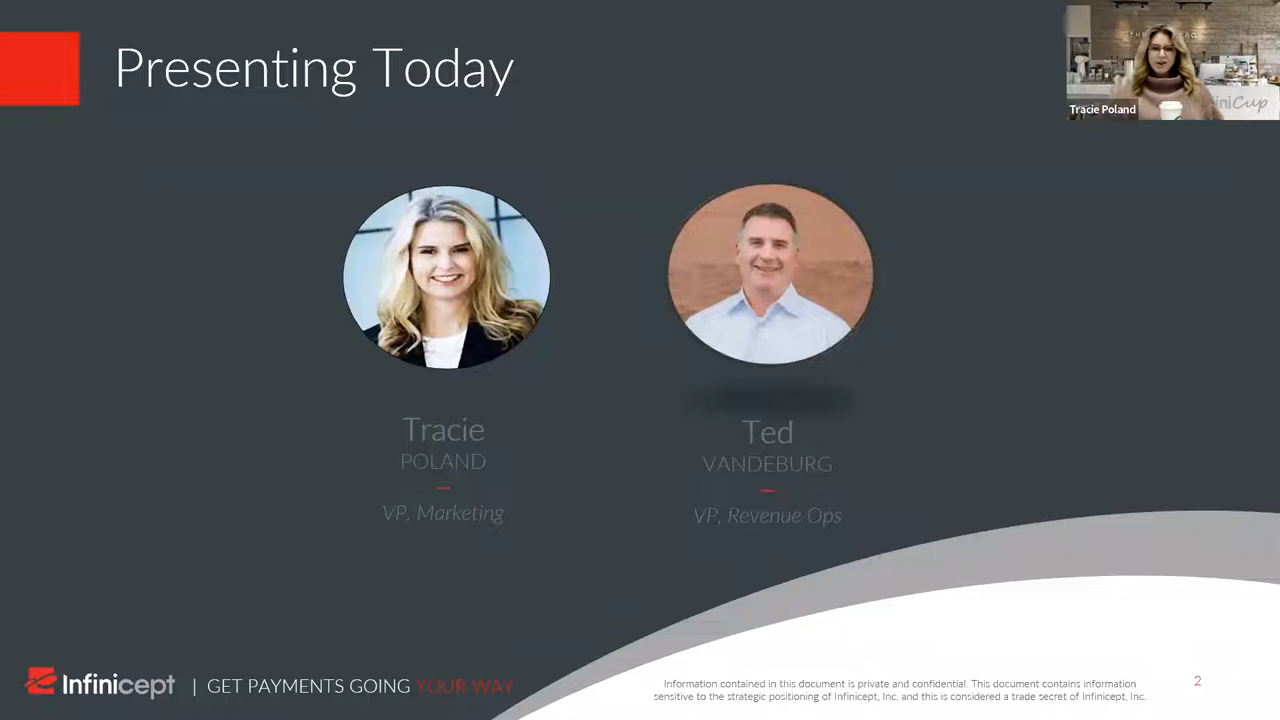 Presenting Today
Tracie Poland
iniCup
Tracie
POLAND
VP, Marketing
Ted
VANDEBURG
VP, Revenue Ops
Infinicept | GET PAYMENTS GOING YOUR WAY
Information contained in this document is private and confidential. This document contains information
sensitive to the strategic positioning of Infinicept, Inc. and this is considered a trade secret of Infinicept, Inc.
2